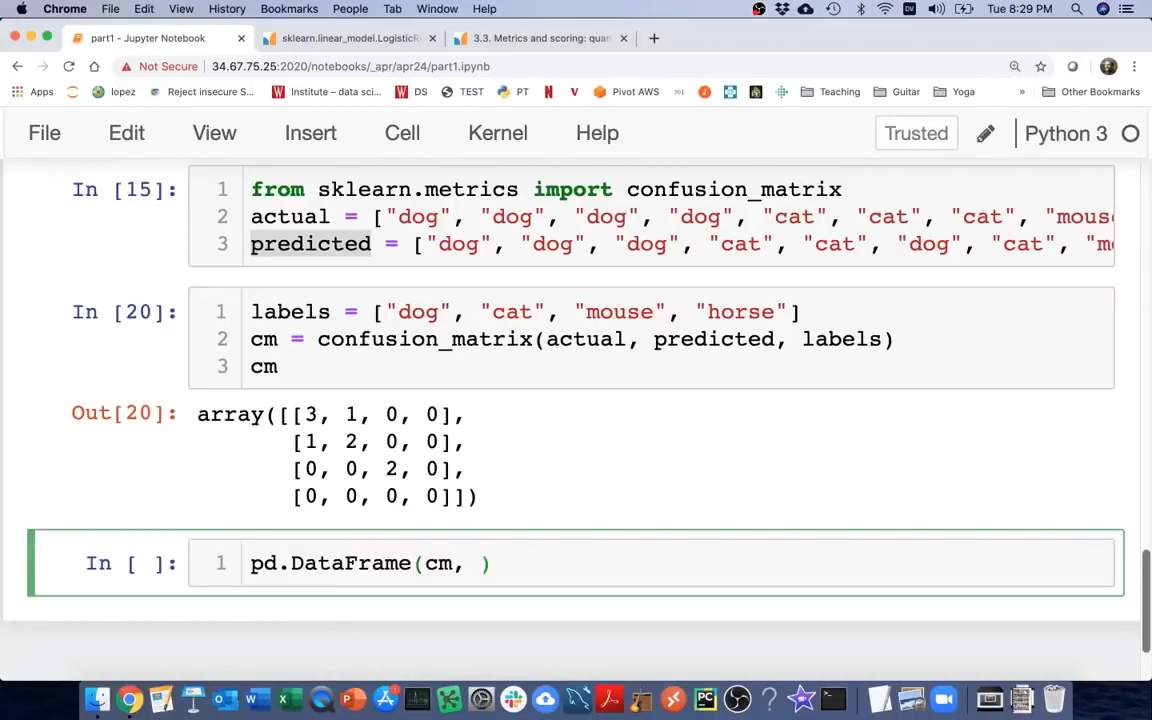 Chrome File Edit View History Bookmarks People Tab Window Help Tue 8:29 PM
part1 - Jupyter Notebook sklearn.linear_model.LogisticR 3.3. Metrics and scoring: quan
Not Secure 34.67.75.25:2020/notebooks/_apr/apr24/part1.ipynb
Apps lopez Reject insecure S... Institute – data sci... DS TEST PT Pivot AWS Teaching Guitar Yoga » Other Bookmarks
File Edit View Insert Cell Kernel Help Trusted Python 3
In [15]: 1 from sklearn.metrics import confusion_matrix
2 actual = ["dog", "dog", "dog", "dog", "cat", "cat", "cat", "mous
3 predicted = ["dog", "dog", "dog", "cat", "cat", "dog", "cat", "m
In [20]: 1 labels = ["dog", "cat", "mouse", "horse"]
2 cm = confusion_matrix(actual, predicted, labels)
3 cm
Out[20]: array([[3, 1, 0, 0],
[1, 2, 0, 0],
[0, 0, 2, 0],
[0, 0, 0, 0]])
In [ ]: 1 pd.DataFrame(cm, )